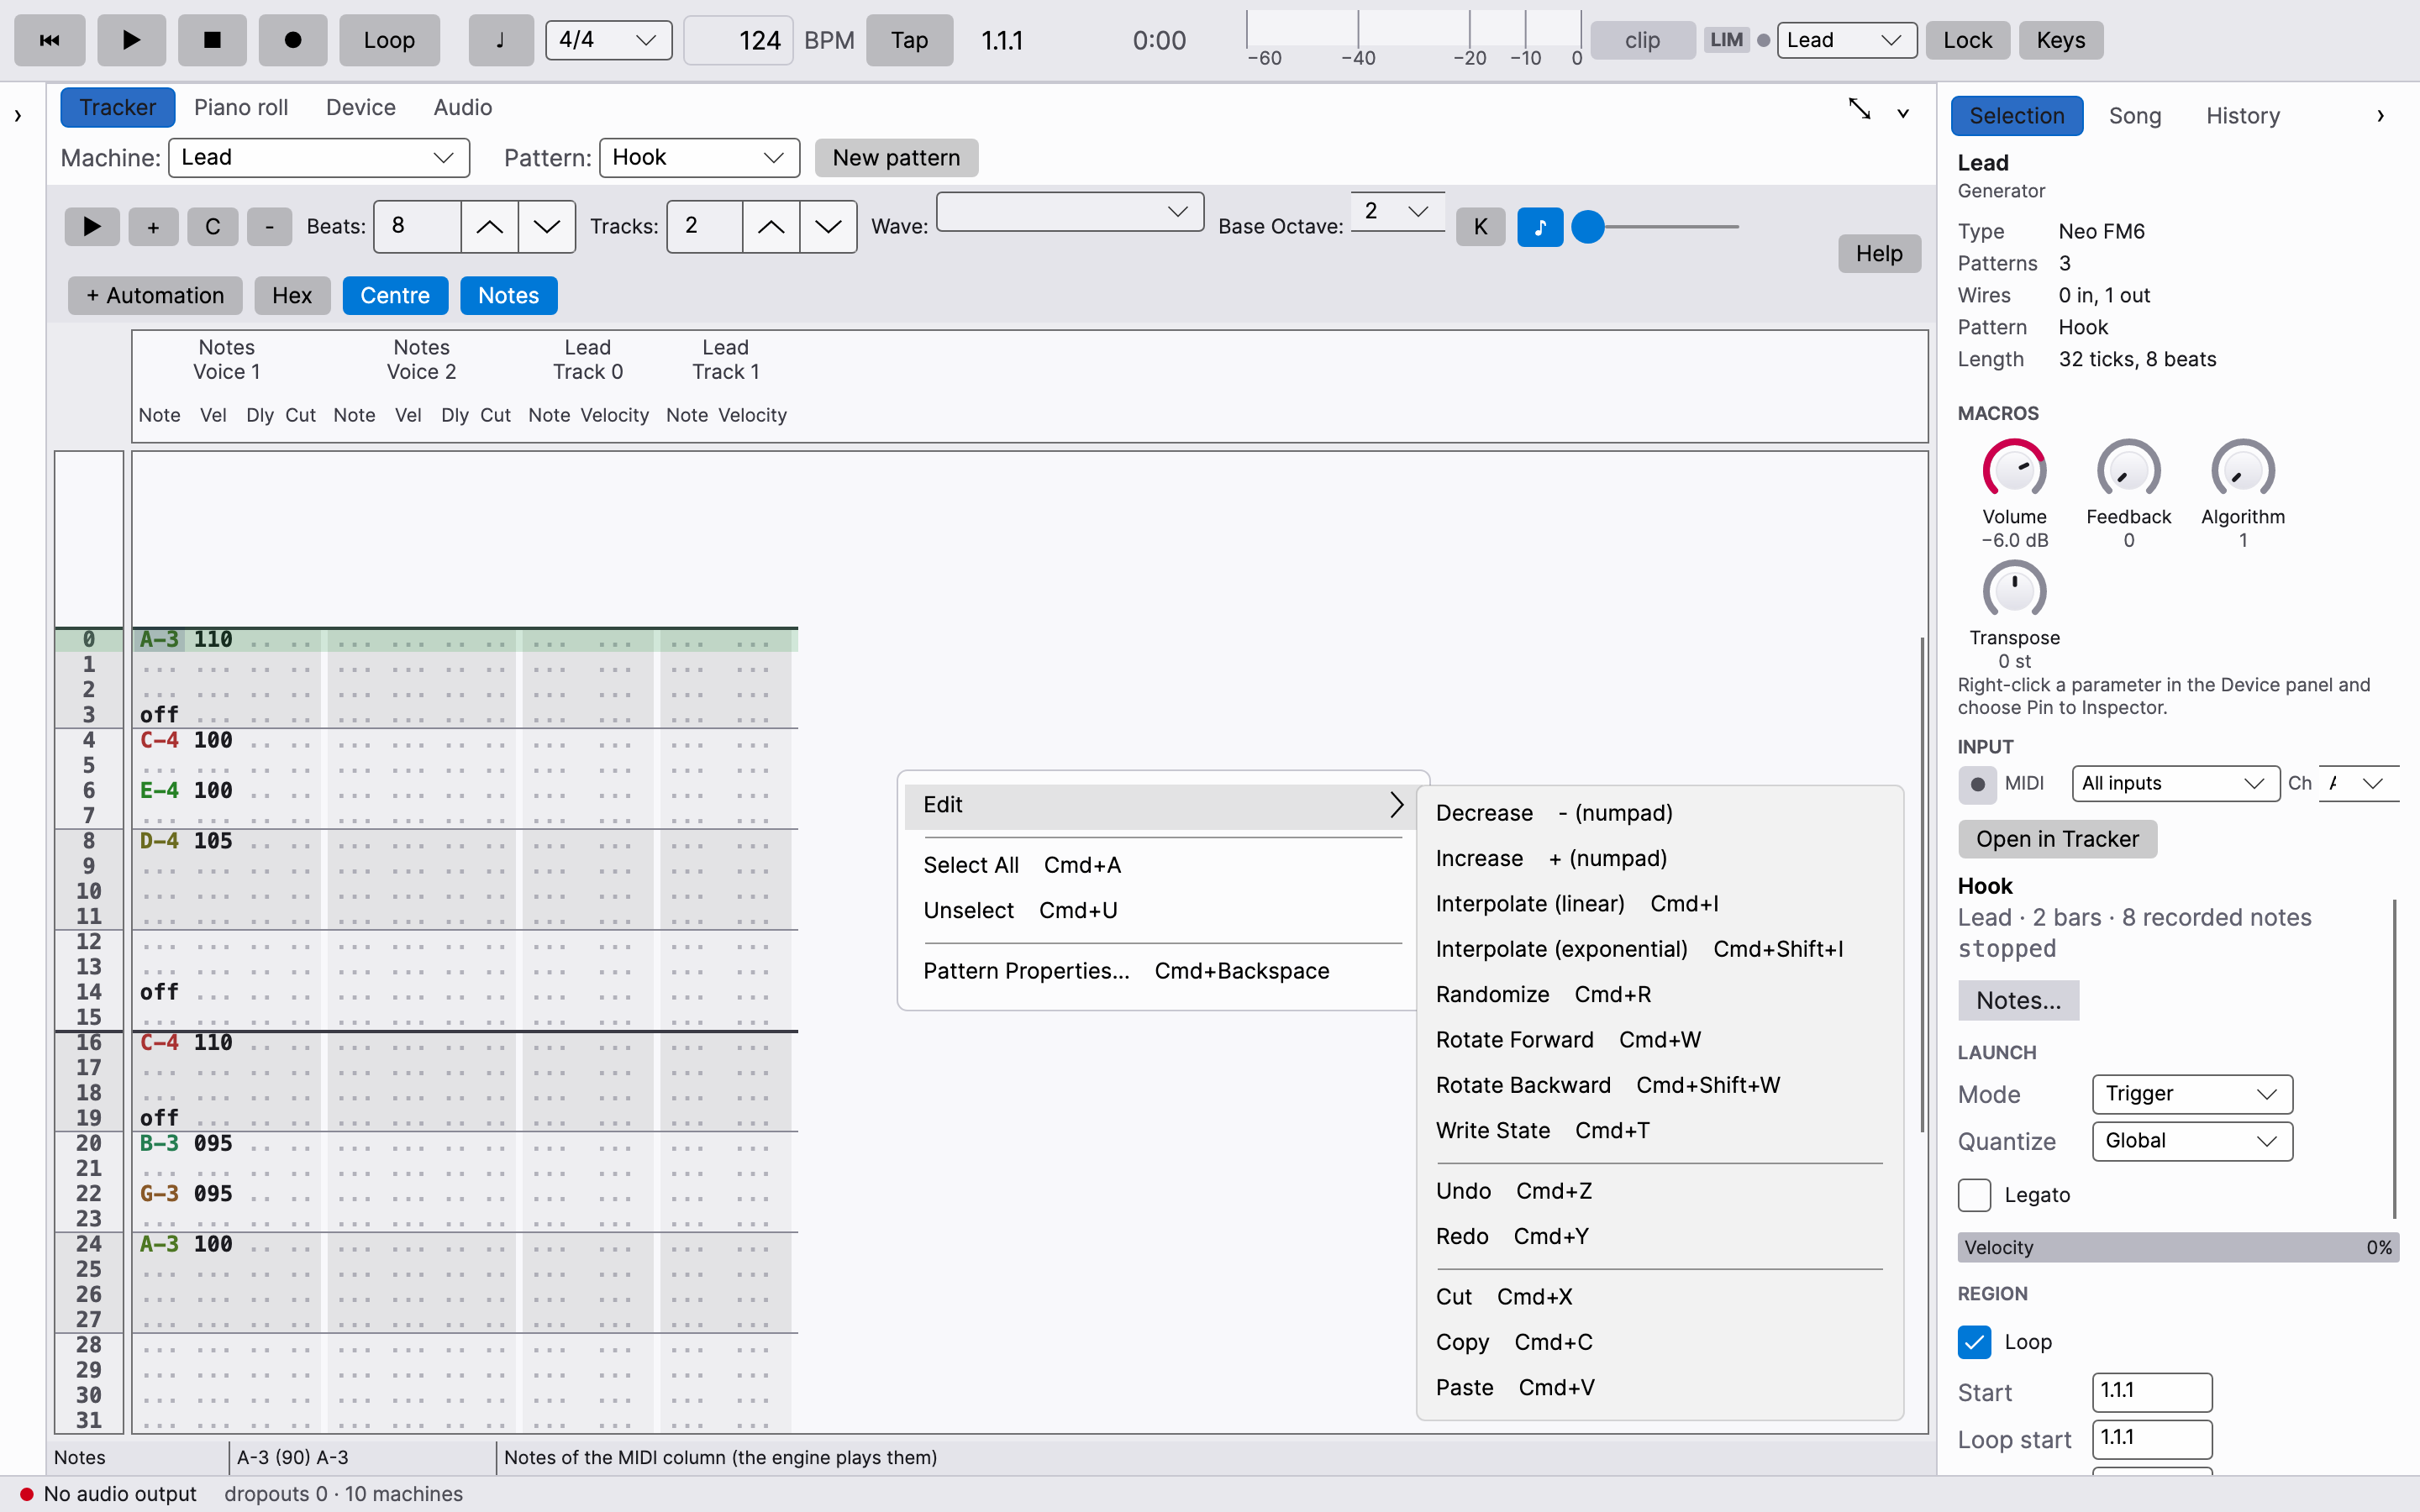 Loop
4/4
124 BPM
Tap
1.1.1
0:00
−60 −40 −20 −10 0
clip
LIM
Lead
Lock
Keys
Tracker Piano roll Device Audio
Machine: Lead
Pattern: Hook
New pattern
+ C - Beats: 8 Tracks: 2 Wave: Base Octave: 2 K
Help
+ Automation Hex Centre Notes
Notes Notes Lead Lead
Voice 1 Voice 2 Track 0 Track 1
Note Vel Dly Cut Note Vel Dly Cut Note Velocity Note Velocity
0 A-3 110
1
2
3 off
4 C-4 100
5
6 E-4 100
7
8 D-4 105
9
10
11
12
13
14 off
15
16 C-4 110
17
18
19 off
20 B-3 095
21
22 G-3 095
23
24 A-3 100
25
26
27
28
29
30
31
Edit
Select All Cmd+A
Unselect Cmd+U
Pattern Properties... Cmd+Backspace
Decrease - (numpad)
Increase + (numpad)
Interpolate (linear) Cmd+I
Interpolate (exponential) Cmd+Shift+I
Randomize Cmd+R
Rotate Forward Cmd+W
Rotate Backward Cmd+Shift+W
Write State Cmd+T
Undo Cmd+Z
Redo Cmd+Y
Cut Cmd+X
Copy Cmd+C
Paste Cmd+V
Notes
A-3 (90) A-3
Notes of the MIDI column (the engine plays them)
Selection Song History
Lead
Generator
Type Neo FM6
Patterns 3
Wires 0 in, 1 out
Pattern Hook
Length 32 ticks, 8 beats
MACROS
Volume Feedback Algorithm
−6.0 dB 0 1
Transpose
0 st
Right-click a parameter in the Device panel and
choose Pin to Inspector.
INPUT
MIDI All inputs Ch
Open in Tracker
Hook
Lead · 2 bars · 8 recorded notes
stopped
Notes...
LAUNCH
Mode Trigger
Quantize Global
Legato
Velocity 0%
REGION
Loop
Start 1.1.1
Loop start 1.1.1
No audio output dropouts 0 · 10 machines